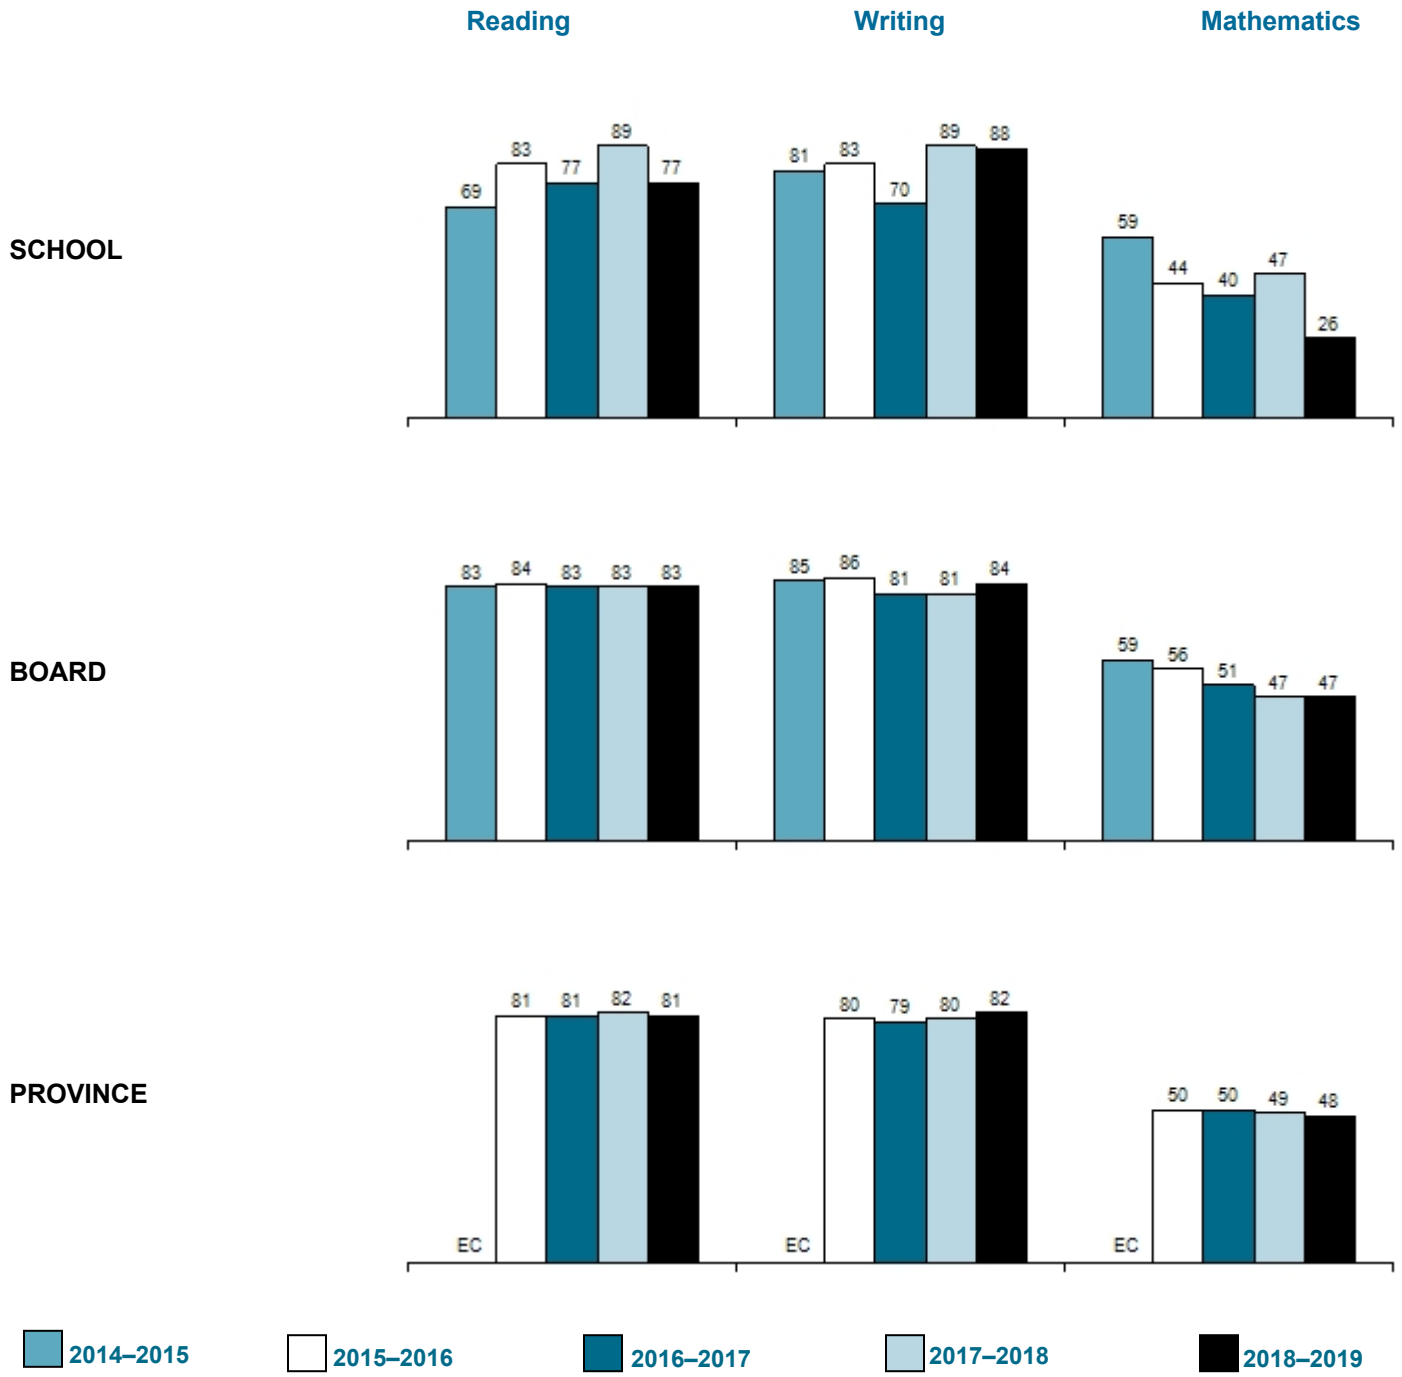 Reading Writing Mathematics
69 83 77 89 77 81 83 70 89 88 59 44 40 47 26
SCHOOL
83 84 83 83 83 85 86 81 81 84 59 56 51 47 47
BOARD
EC 81 81 82 81 EC 80 79 80 82 EC 50 50 49 48
PROVINCE
2014–2015 2015–2016 2016–2017 2017–2018 2018–2019